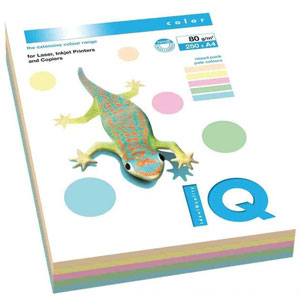 color
the extensive colour range
for Laser, Inkjet Printers
and Copiers
80 g/m²
250 x A4
mixed pack
pale colours
IQ